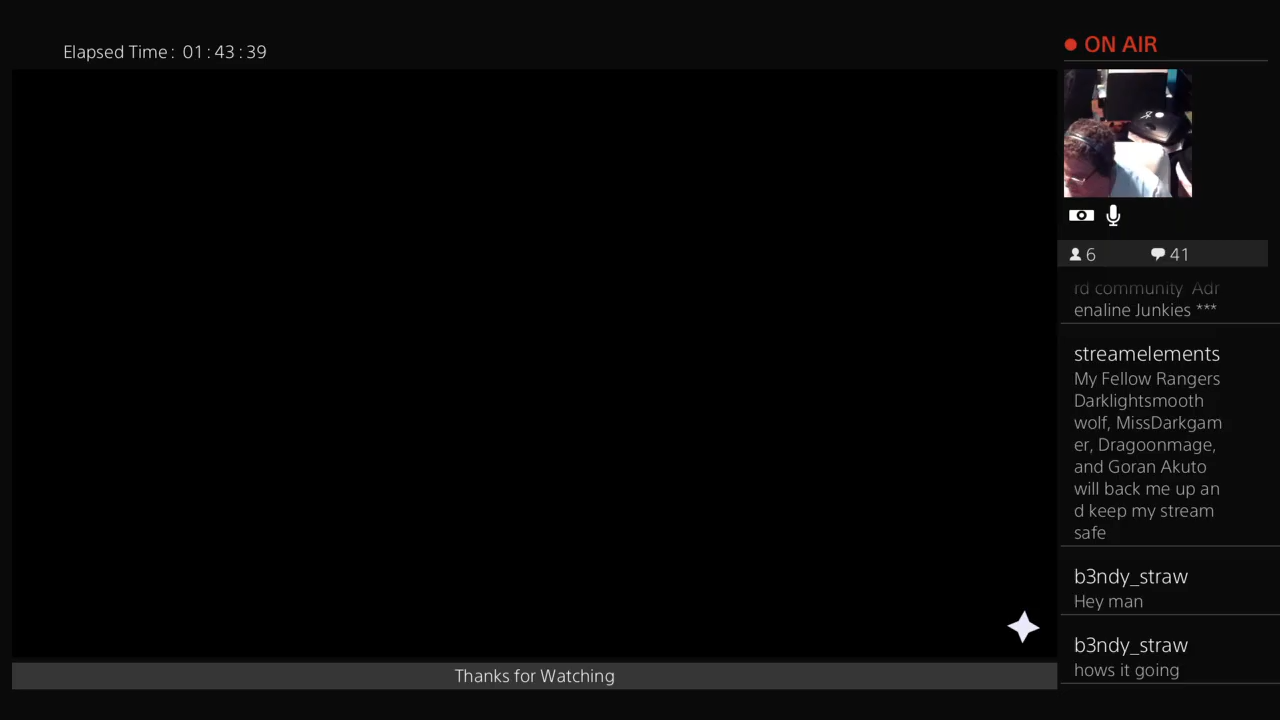 Elapsed Time: 01:43:39
ON AIR
6 41
rd community Adr
enaline Junkies ***
streamelements
My Fellow Rangers
Darklightsmooth
wolf, MissDarkgam
er, Dragoonmage,
and Goran Akuto
will back me up an
d keep my stream
safe
b3ndy_straw
Hey man
b3ndy_straw
hows it going
Thanks for Watching